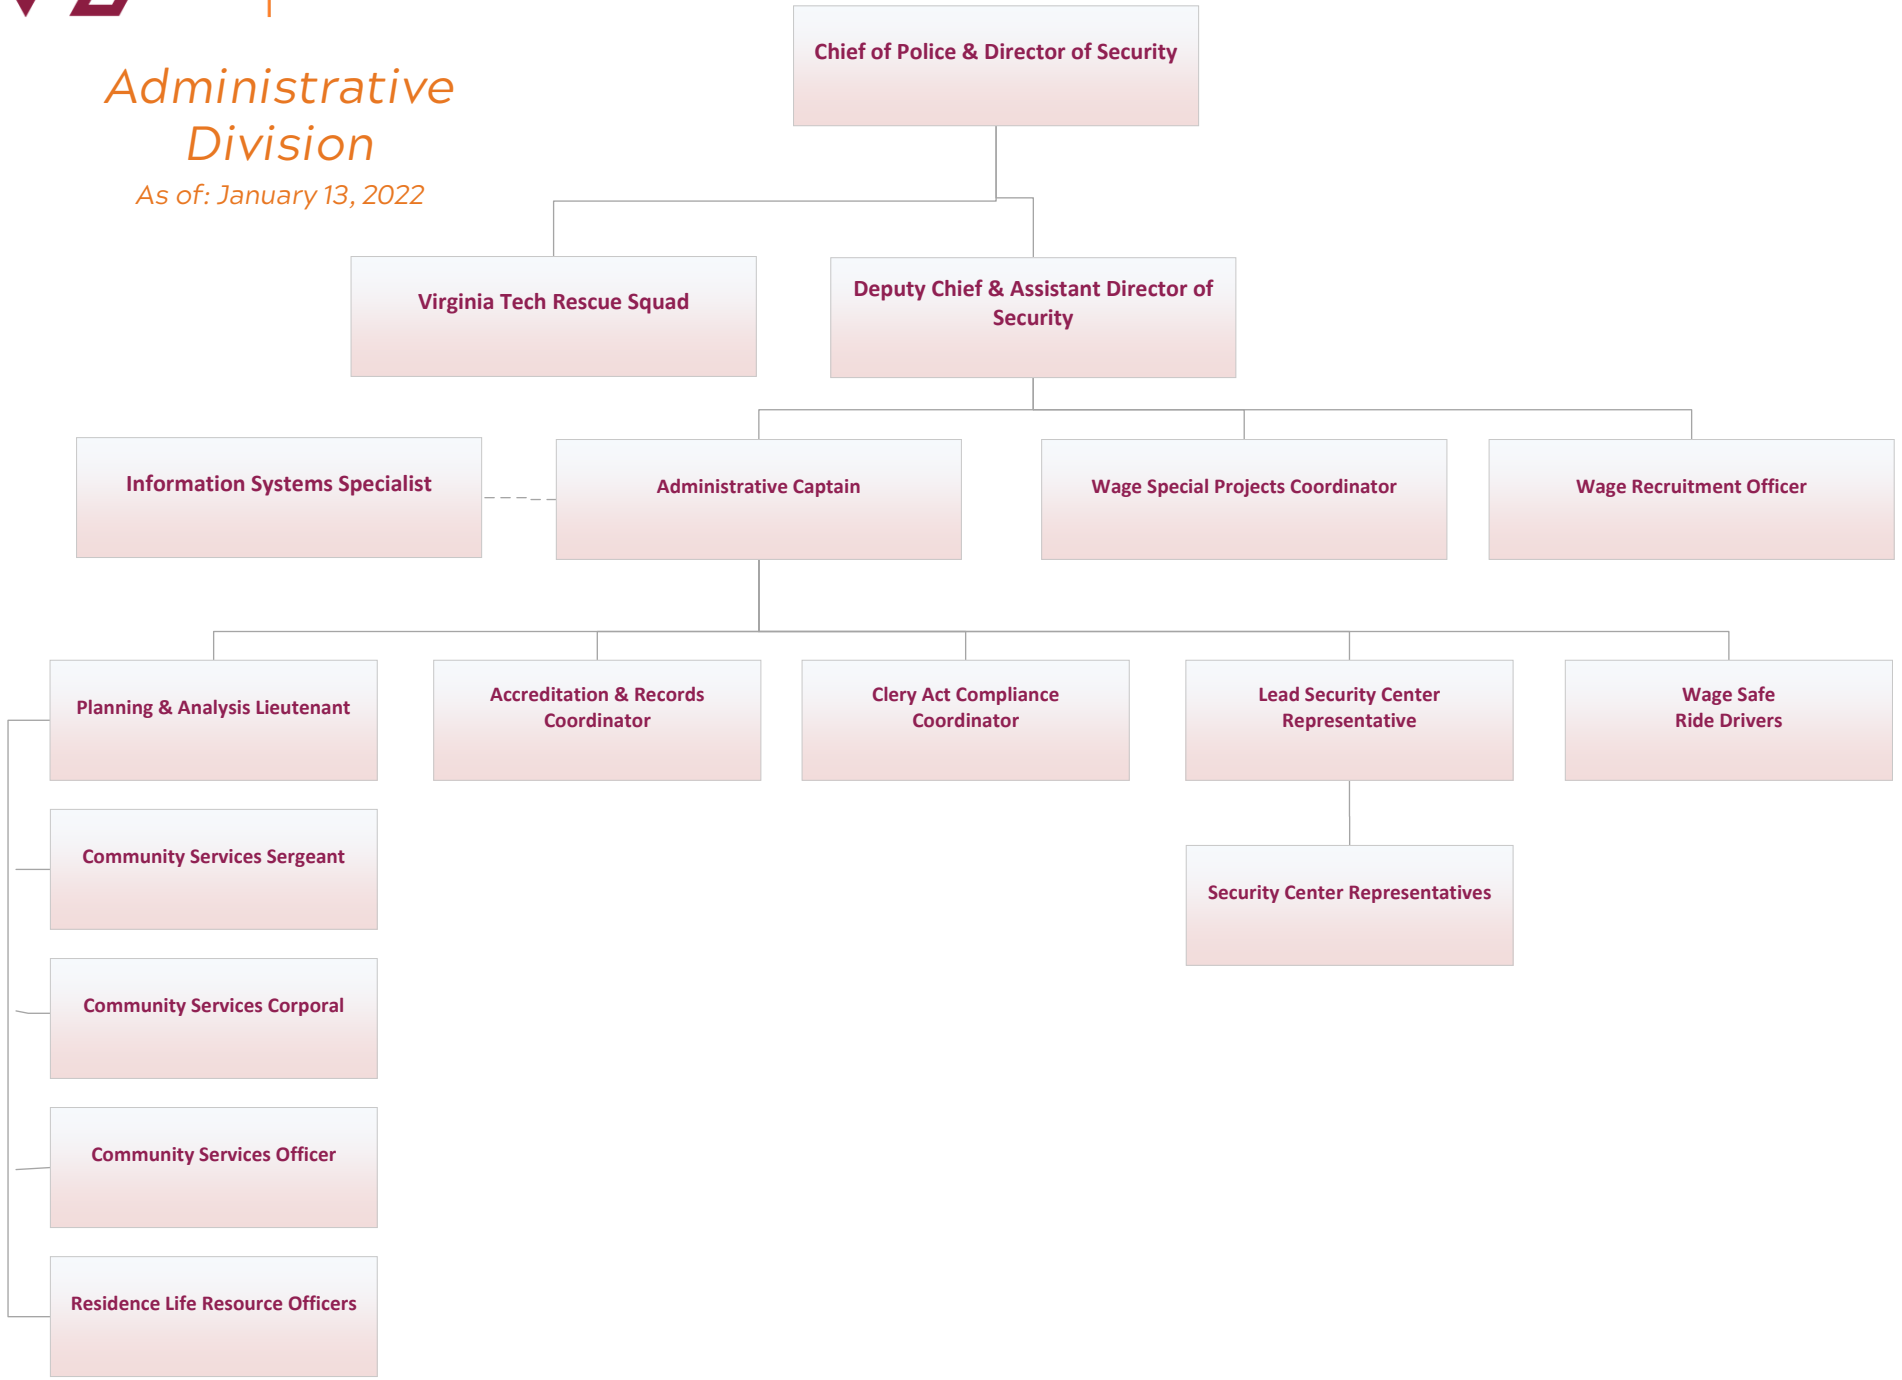 Administrative
Division
As of: January 13, 2022
Chief of Police & Director of Security
Virginia Tech Rescue Squad
Deputy Chief & Assistant Director of
Security
Information Systems Specialist
Administrative Captain
Wage Special Projects Coordinator
Wage Recruitment Officer
Planning & Analysis Lieutenant
Accreditation & Records
Coordinator
Clery Act Compliance
Coordinator
Lead Security Center
Representative
Wage Safe
Ride Drivers
Community Services Sergeant
Security Center Representatives
Community Services Corporal
Community Services Officer
Residence Life Resource Officers